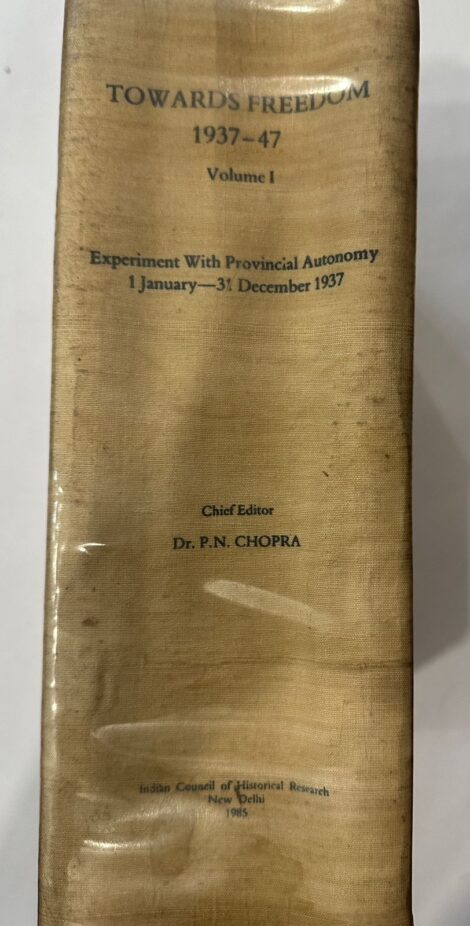 TOWARDS FREEDOM
1937-47
Volume I
Experiment With Provincial Autonomy
1 January—31 December 1937
Chief Editor
Dr. P.N. CHOPRA
Indian Council of Historical Research
New Delhi
1985